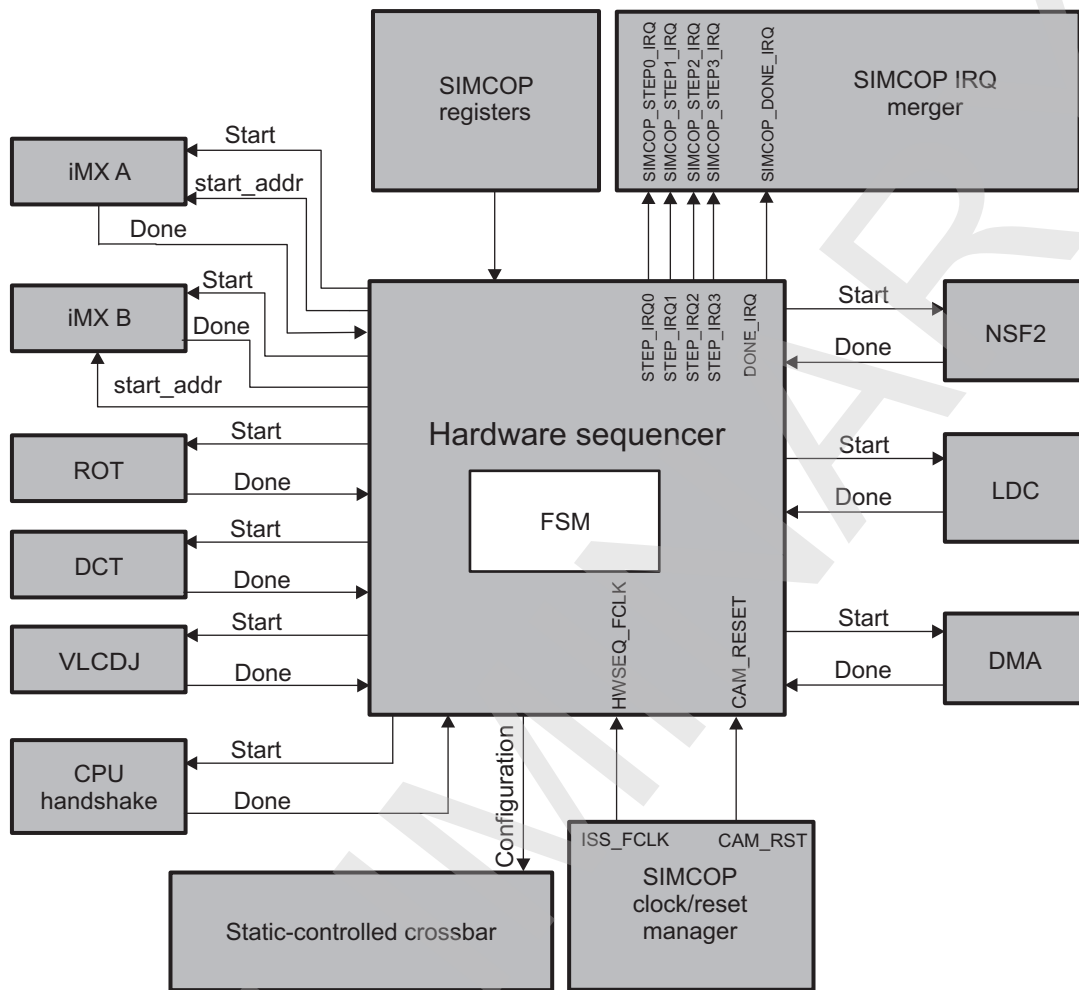 SIMCOP
registers
SIMCOP_STEP0_IRQ
SIMCOP_STEP1_IRQ
SIMCOP_STEP2_IRQ
SIMCOP_STEP3_IRQ
SIMCOP_DONE_IRQ
SIMCOP IRQ
merger
iMX A
Start
start_addr
Done
iMX B
Start
Done
start_addr
ROT
Start
Done
DCT
Start
Done
VLCDJ
Start
Done
CPU
handshake
Start
Done
STEP_IRQ0
STEP_IRQ1
STEP_IRQ2
STEP_IRQ3
DONE_IRQ
Hardware sequencer
FSM
HWSEQ_FCLK
CAM_RESET
Start
Done
NSF2
Start
Done
LDC
Start
Done
DMA
Configuration
Static-controlled crossbar
ISS_FCLK
CAM_RST
SIMCOP
clock/reset
manager